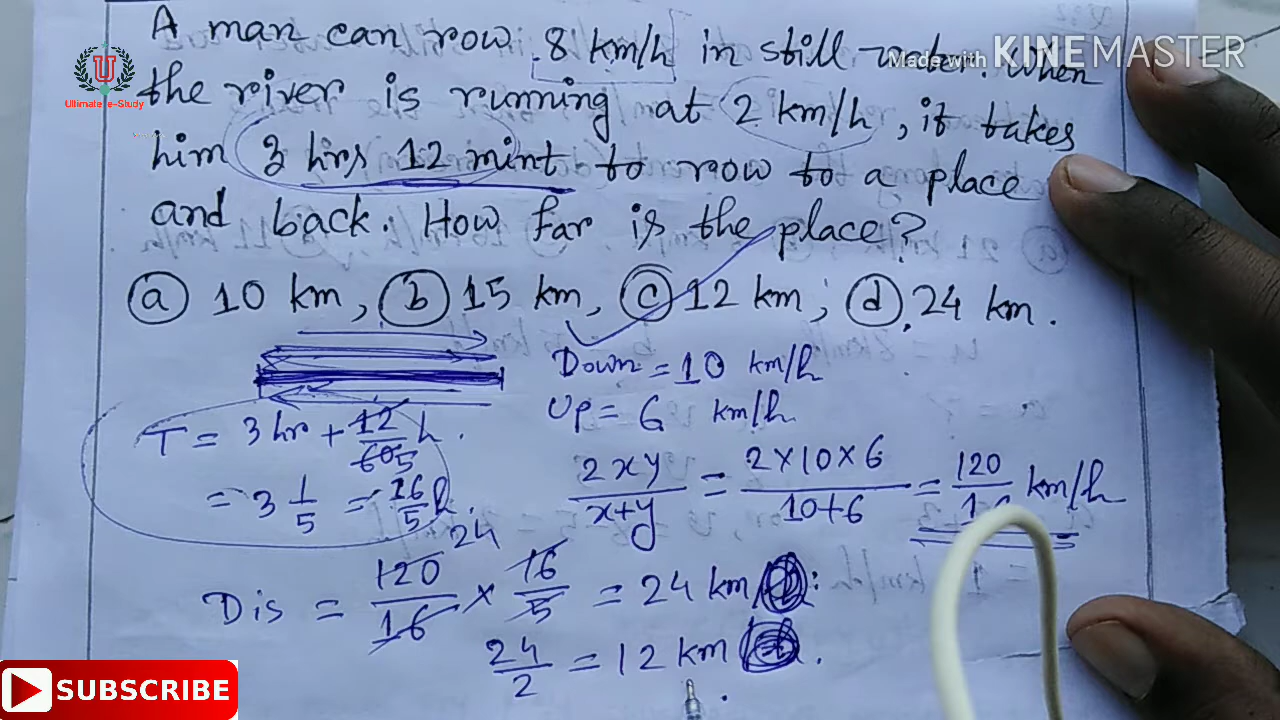 A man can row 8 km/h in still water. When
the river is running at 2 km/h, it takes
him 3 hrs 12 mint to row to a place
and back. How far is the place?
(a) 10 km, (b) 15 km, (c) 12 km; (d) 24 km.
Down = 10 km/h
Up = 6 km/h
T = 3 hr + 12/60 5 h.
= 3 1/5 = 16/5 h.
2xy/x+y = 2×10×6/10+6 = 120/16 km/h
24
Dis = 120/16 × 16/5 = 24 km
24/2 = 12 km.
Made with KINEMASTER
U
Ultimate e-Study
SUBSCRIBE